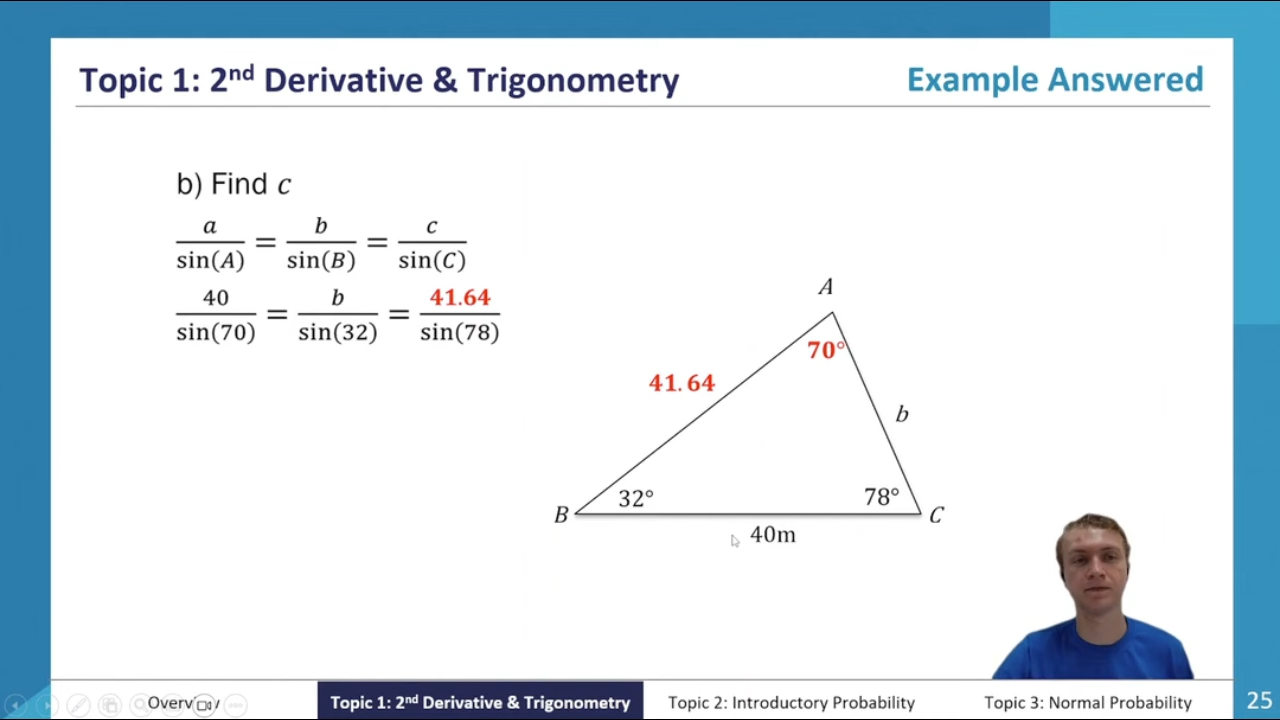 Topic 1: 2nd Derivative & Trigonometry
Example Answered
b) Find c
a/sin(A) = b/sin(B) = c/sin(C)
40/sin(70) = b/sin(32) = 41.64/sin(78)
A
70°
41.64
b
32°
78°
B
C
40m
Overview
Topic 1: 2nd Derivative & Trigonometry
Topic 2: Introductory Probability
Topic 3: Normal Probability
25